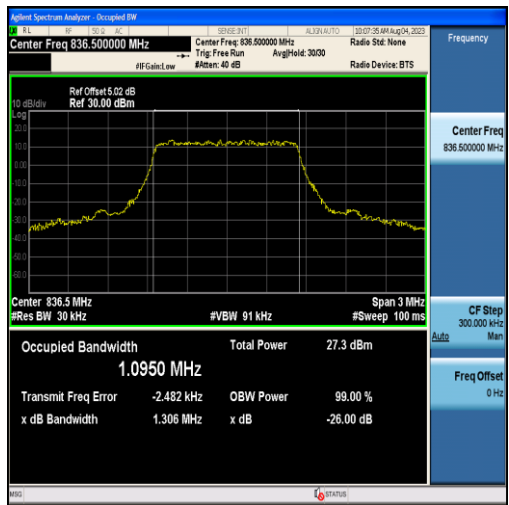 Agilent Spectrum Analyzer - Occupied BW
RL RF 50 Ω AC SENSE:INT ALIGN AUTO 10:07:35 AM Aug 04, 2023
Center Freq 836.500000 MHz Center Freq: 836.500000 MHz Radio Std: None Frequency
Trig: Free Run Avg|Hold: 30/30
#IFGain:Low #Atten: 40 dB Radio Device: BTS
Ref Offset 5.02 dB
10 dB/div Ref 30.00 dBm
Log
20.0
10.0
0.00
-10.0
-20.0
-30.0
-40.0
-50.0
-60.0
Center Freq
836.500000 MHz
Center 836.5 MHz Span 3 MHz
#Res BW 30 kHz #VBW 91 kHz #Sweep 100 ms
CF Step
300.000 kHz
Auto Man
Occupied Bandwidth Total Power 27.3 dBm
1.0950 MHz
Transmit Freq Error -2.482 kHz OBW Power 99.00 %
x dB Bandwidth 1.306 MHz x dB -26.00 dB
Freq Offset
0 Hz
MSG STATUS